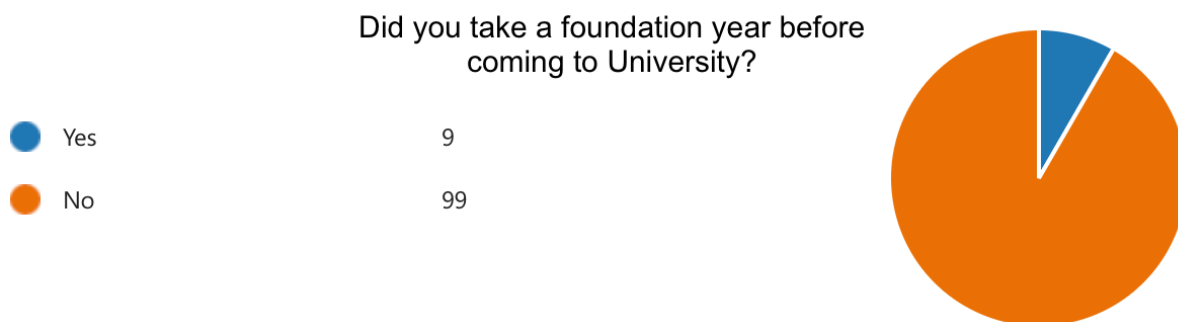 Did you take a foundation year before
coming to University?
Yes 9
No 99